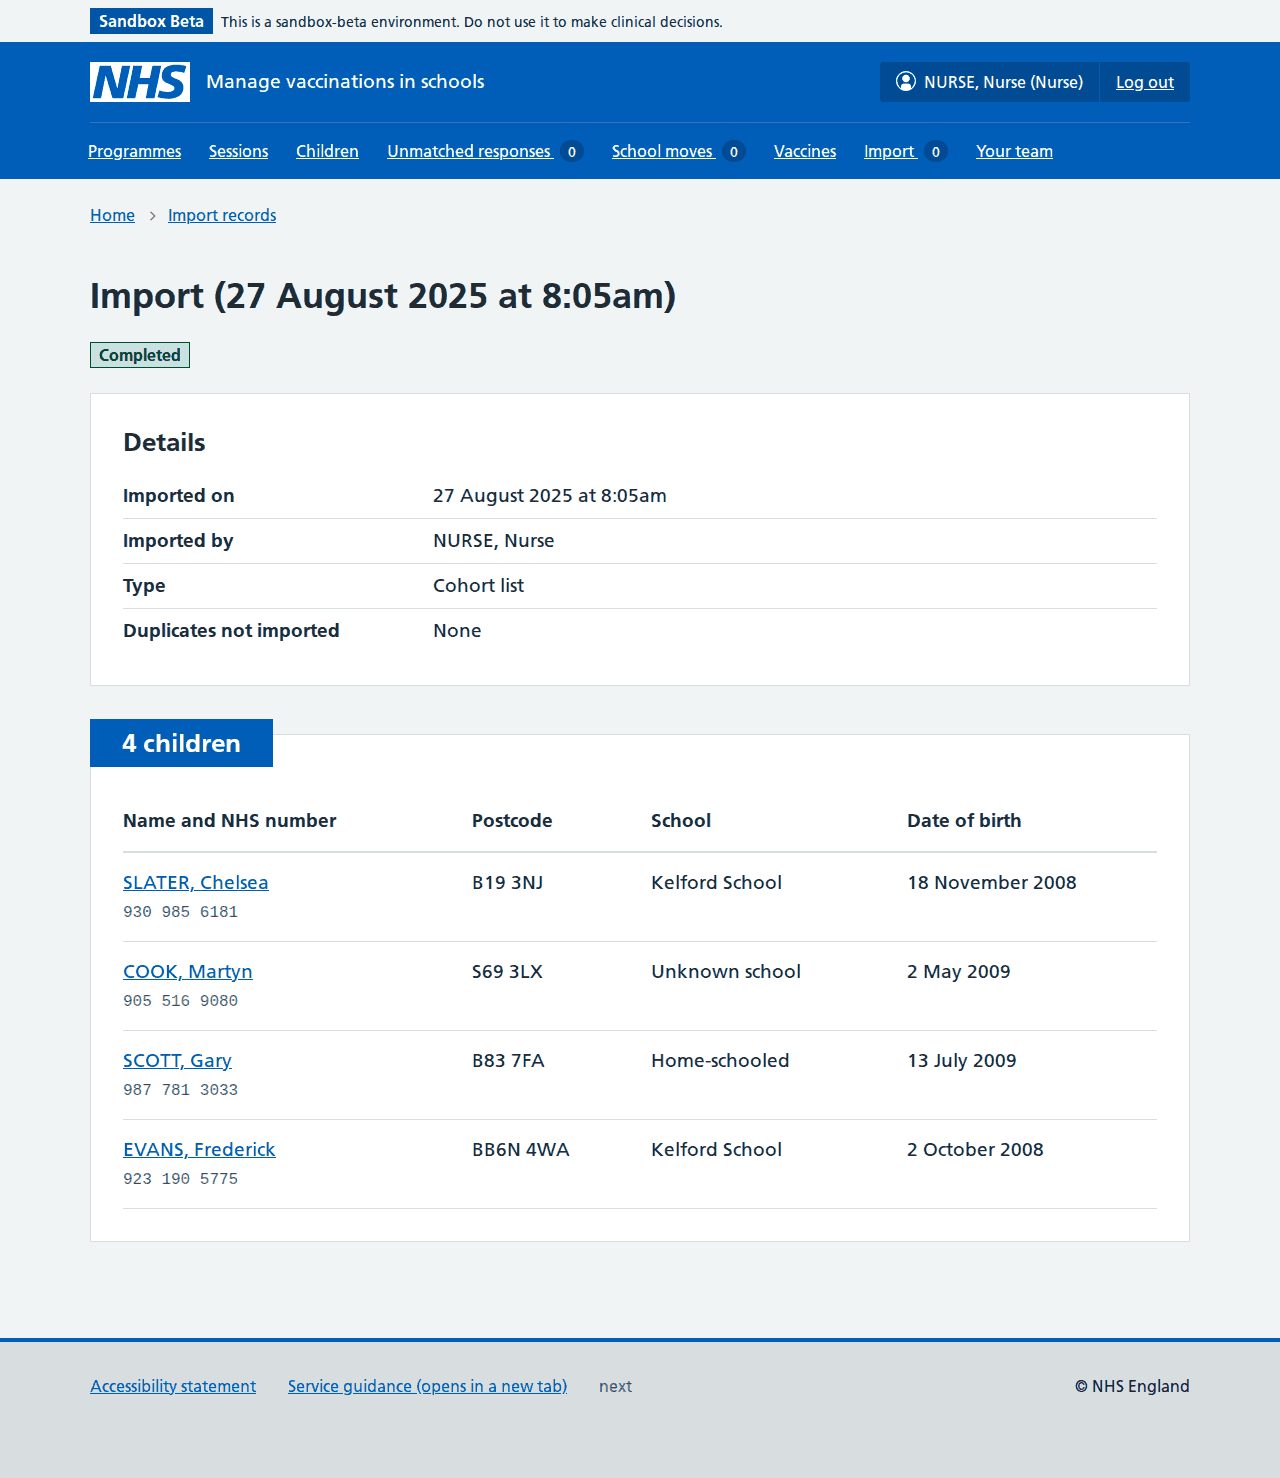 Sandbox Beta This is a sandbox-beta environment. Do not use it to make clinical decisions.
NHS Manage vaccinations in schools NURSE, Nurse (Nurse) Log out
Programmes Sessions Children Unmatched responses 0 School moves 0 Vaccines Import 0 Your team
Home Import records
Import (27 August 2025 at 8:05am)
Completed
Details
Imported on 27 August 2025 at 8:05am
Imported by NURSE, Nurse
Type Cohort list
Duplicates not imported None
4 children
Name and NHS number Postcode School Date of birth
SLATER, Chelsea B19 3NJ Kelford School 18 November 2008
930 985 6181
COOK, Martyn S69 3LX Unknown school 2 May 2009
905 516 9080
SCOTT, Gary B83 7FA Home-schooled 13 July 2009
987 781 3033
EVANS, Frederick BB6N 4WA Kelford School 2 October 2008
923 190 5775
Accessibility statement Service guidance (opens in a new tab) next © NHS England